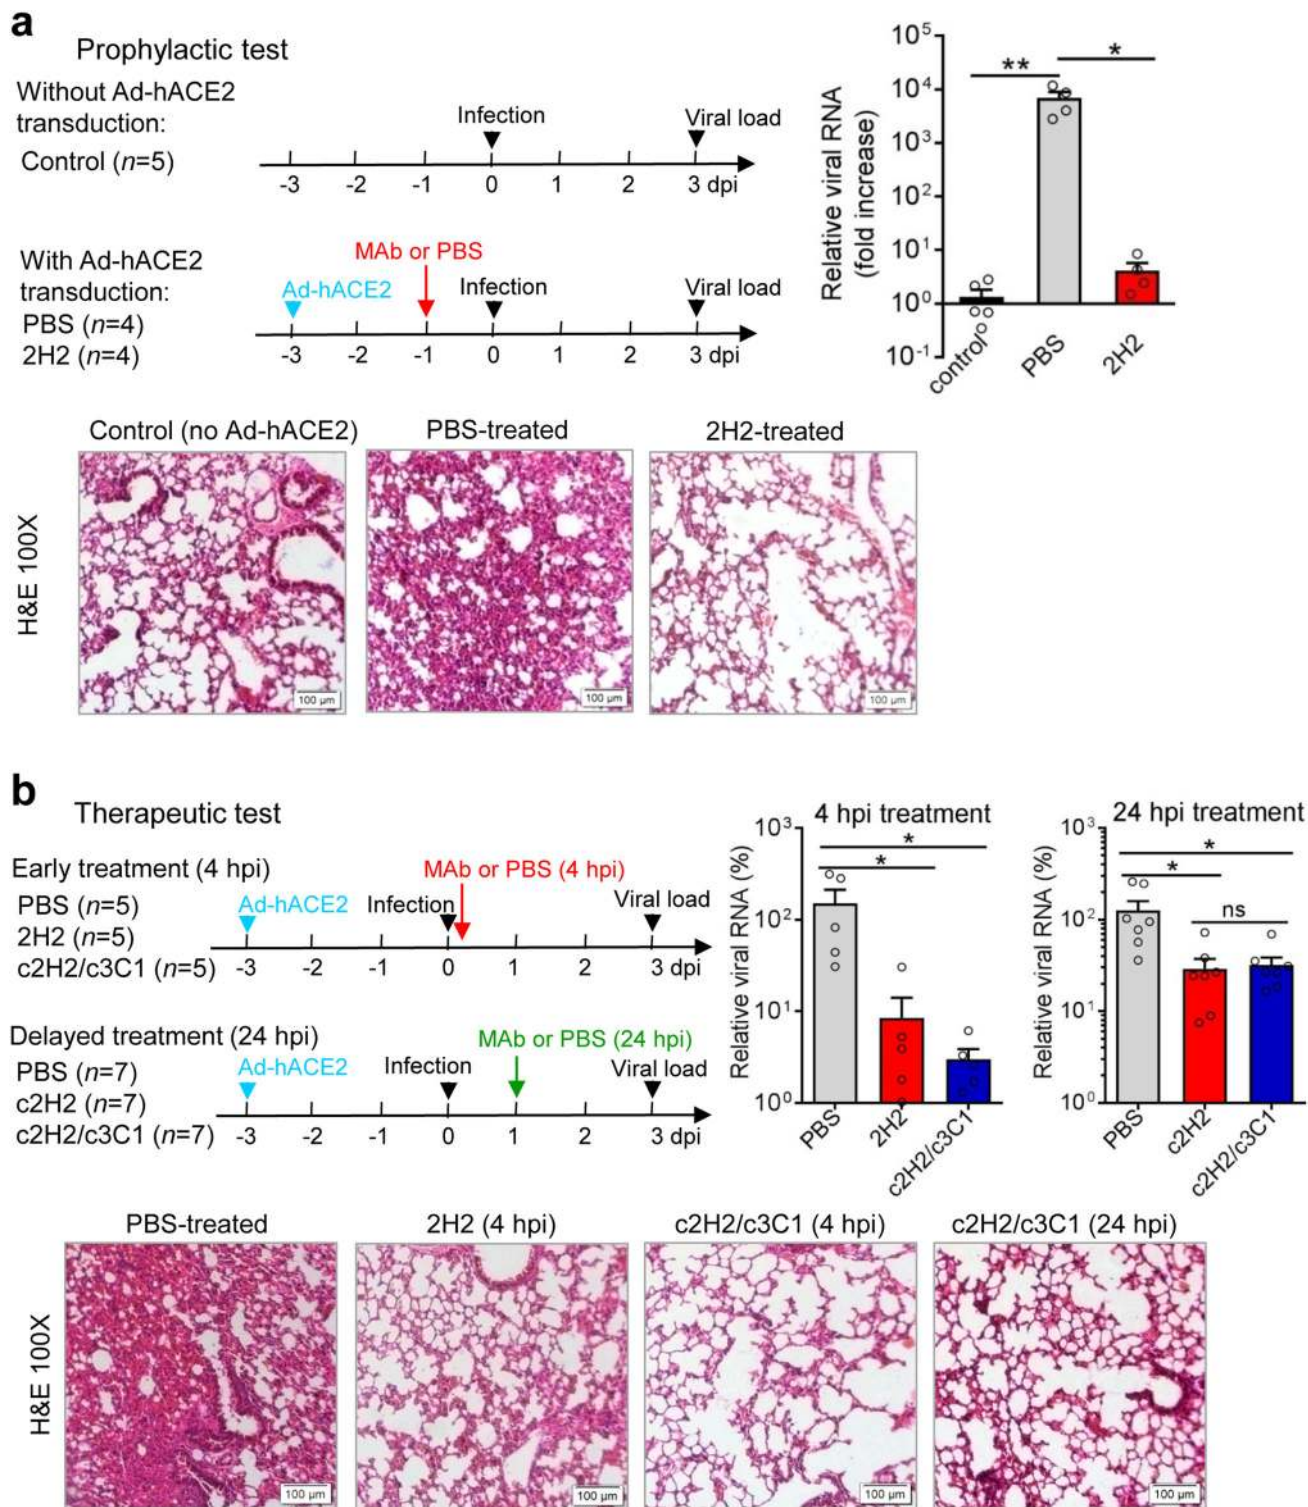 a
Prophylactic test
Without Ad-hACE2
transduction:
Control (n=5)
Infection
Viral load
-3 -2 -1 0 1 2 3 dpi
With Ad-hACE2
transduction:
PBS (n=4)
2H2 (n=4)
MAb or PBS
Ad-hACE2
Infection
Viral load
-3 -2 -1 0 1 2 3 dpi
Relative viral RNA
(fold increase)
10⁵
10⁴
10³
10²
10¹
10⁰
10⁻¹
** *
control PBS 2H2
Control (no Ad-hACE2) PBS-treated 2H2-treated
H&E 100X
100 µm 100 µm 100 µm
b
Therapeutic test
Early treatment (4 hpi)
PBS (n=5)
2H2 (n=5)
c2H2/c3C1 (n=5)
Ad-hACE2
Infection
MAb or PBS (4 hpi)
Viral load
-3 -2 -1 0 1 2 3 dpi
Delayed treatment (24 hpi)
PBS (n=7)
c2H2 (n=7)
c2H2/c3C1 (n=7)
Ad-hACE2
Infection
MAb or PBS (24 hpi)
Viral load
-3 -2 -1 0 1 2 3 dpi
4 hpi treatment
Relative viral RNA (%)
10³
10²
10¹
10⁰
*
*
PBS 2H2 c2H2/c3C1
24 hpi treatment
Relative viral RNA (%)
10³
10²
10¹
10⁰
*
*
ns
PBS c2H2 c2H2/c3C1
PBS-treated 2H2 (4 hpi) c2H2/c3C1 (4 hpi) c2H2/c3C1 (24 hpi)
H&E 100X
100 µm 100 µm 100 µm 100 µm